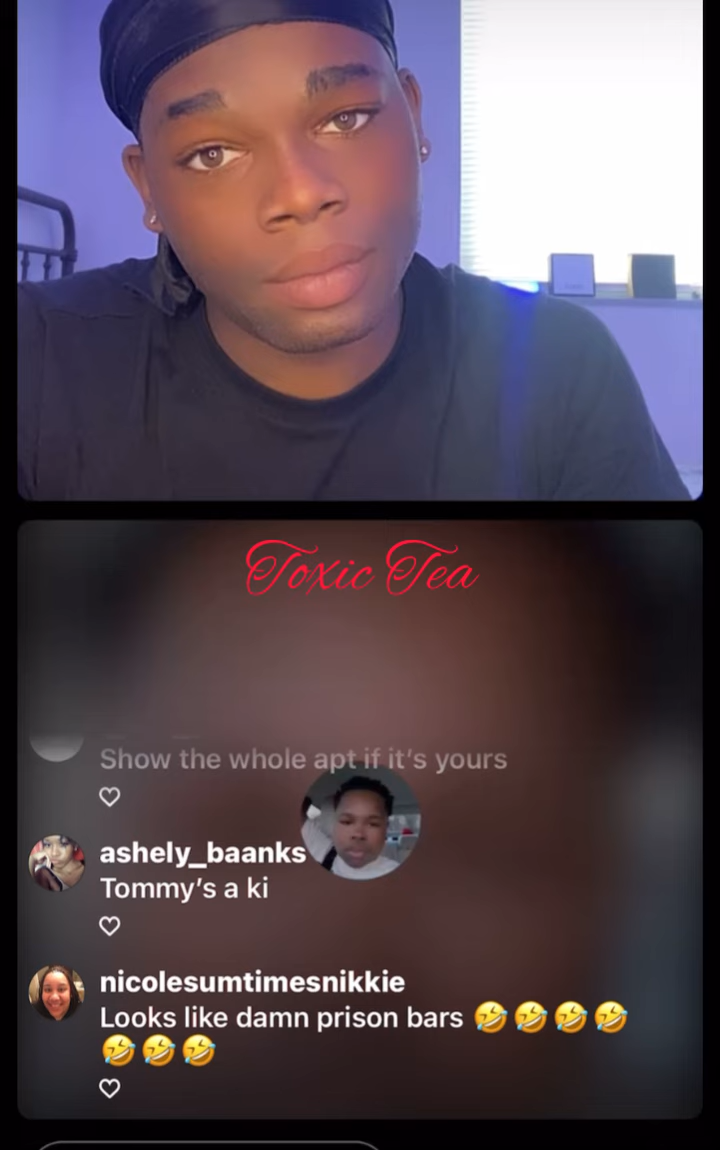 Toxic Tea
Show the whole apt if it's yours
ashely_baanks
Tommy's a ki
nicolesumtimesnikkie
Looks like damn prison bars 🤣🤣🤣🤣
🤣🤣🤣